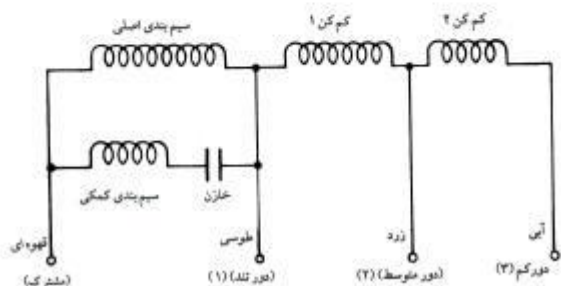 سیم بندی اصلی
کم کن ۱
کم کن ۲
سیم بندی کمکی
خازن
قهوه ای
طوسی
زرد
آبی
(مشترک)
(دور تند) (۱)
(دور متوسط) (۲)
دور کم (۳)